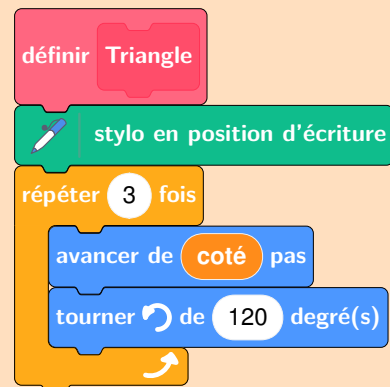 définir Triangle
stylo en position d'écriture
répéter 3 fois
avancer de coté pas
tourner de 120 degré(s)